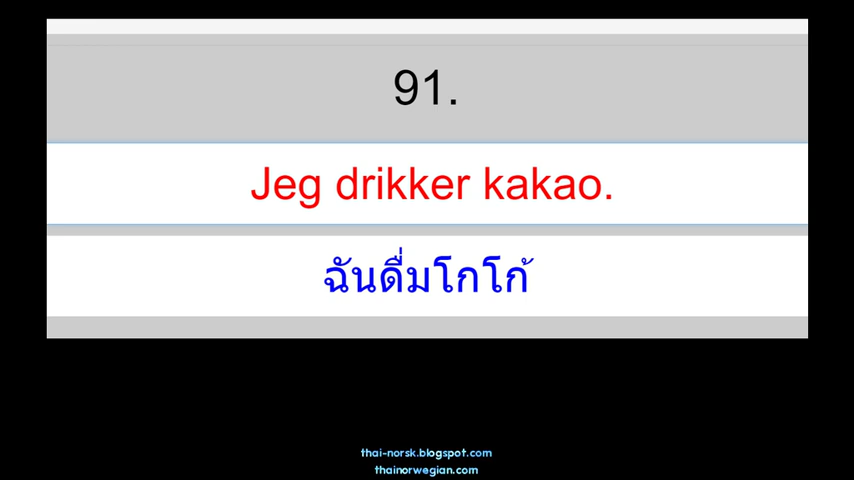 91.
Jeg drikker kakao.
ฉันดื่มโกโก้
thai-norsk.blogspot.com
thainorwegian.com